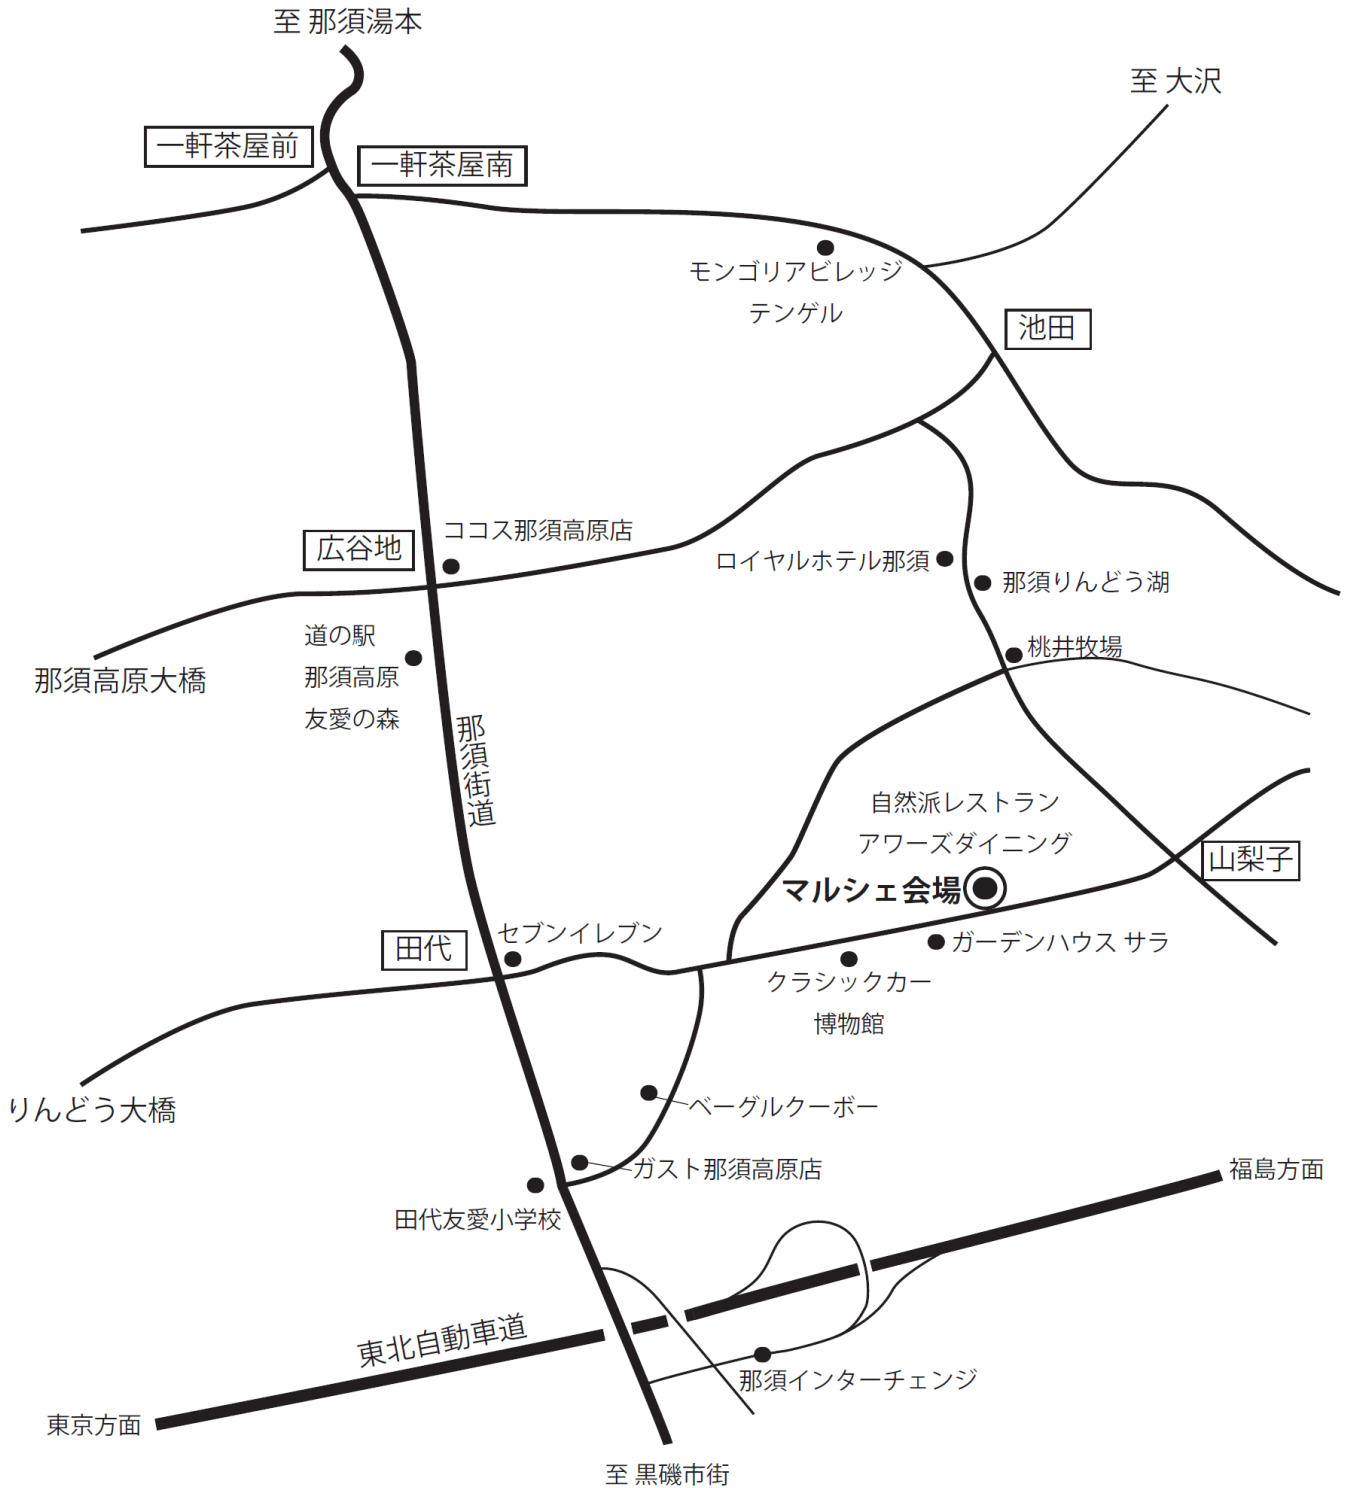 至 那須湯本
至 大沢
一軒茶屋前
一軒茶屋南
モンゴリアビレッジ
テンゲル
池田
ココス那須高原店
広谷地
ロイヤルホテル那須
那須りんどう湖
道の駅
那須高原
友愛の森
桃井牧場
那須高原大橋
那須街道
自然派レストラン
アワーズダイニング
マルシェ会場
山梨子
セブンイレブン
田代
ガーデンハウス サラ
クラシックカー
博物館
りんどう大橋
ベーグルクーボー
ガスト那須高原店
福島方面
田代友愛小学校
東北自動車道
那須インターチェンジ
東京方面
至 黒磯市街